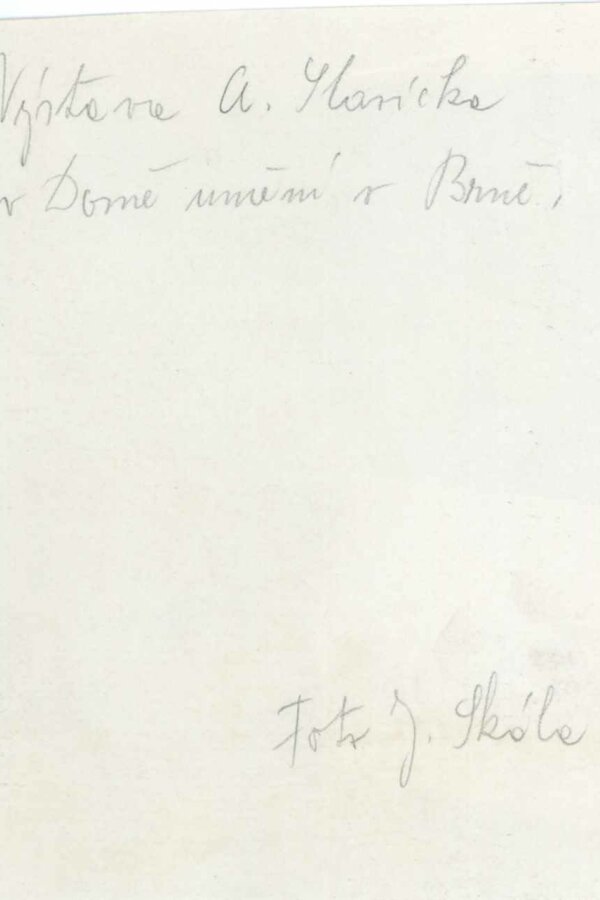 Výstava A. Slavíčka
v Domě umění v Brně.
Foto J. Skála